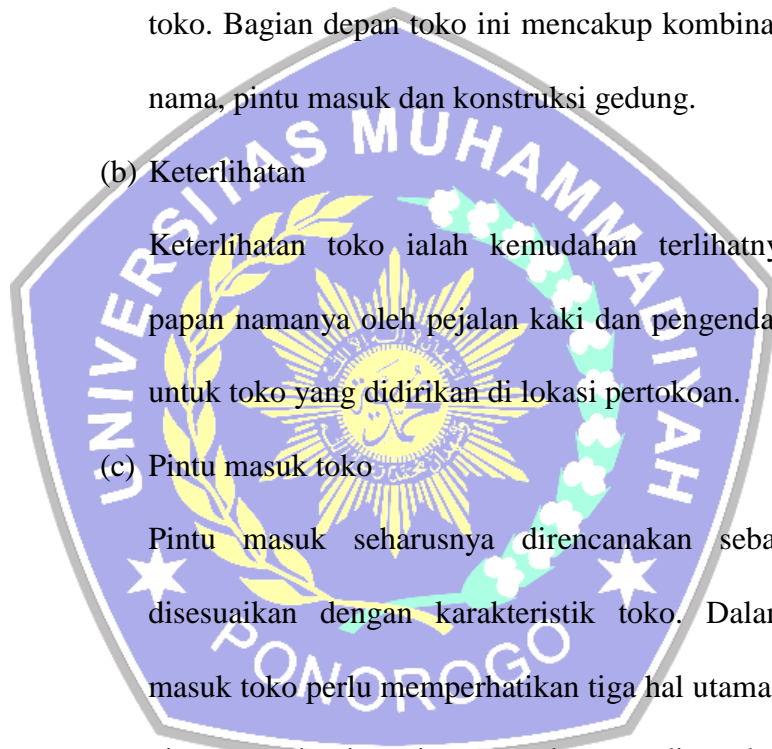 toko. Bagian depan toko ini mencakup kombina
nama, pintu masuk dan konstruksi gedung.
(b) Keterlihatan
Keterlihatan toko ialah kemudahan terlihatny
papan namanya oleh pejalan kaki dan pengenda
untuk toko yang didirikan di lokasi pertokoan.
(c) Pintu masuk toko
Pintu masuk seharusnya direncanakan seba
disesuaikan dengan karakteristik toko. Dalam
masuk toko perlu memperhatikan tiga hal utama
UNIVERSITAS MUHAMMADIYAH
PONOROGO